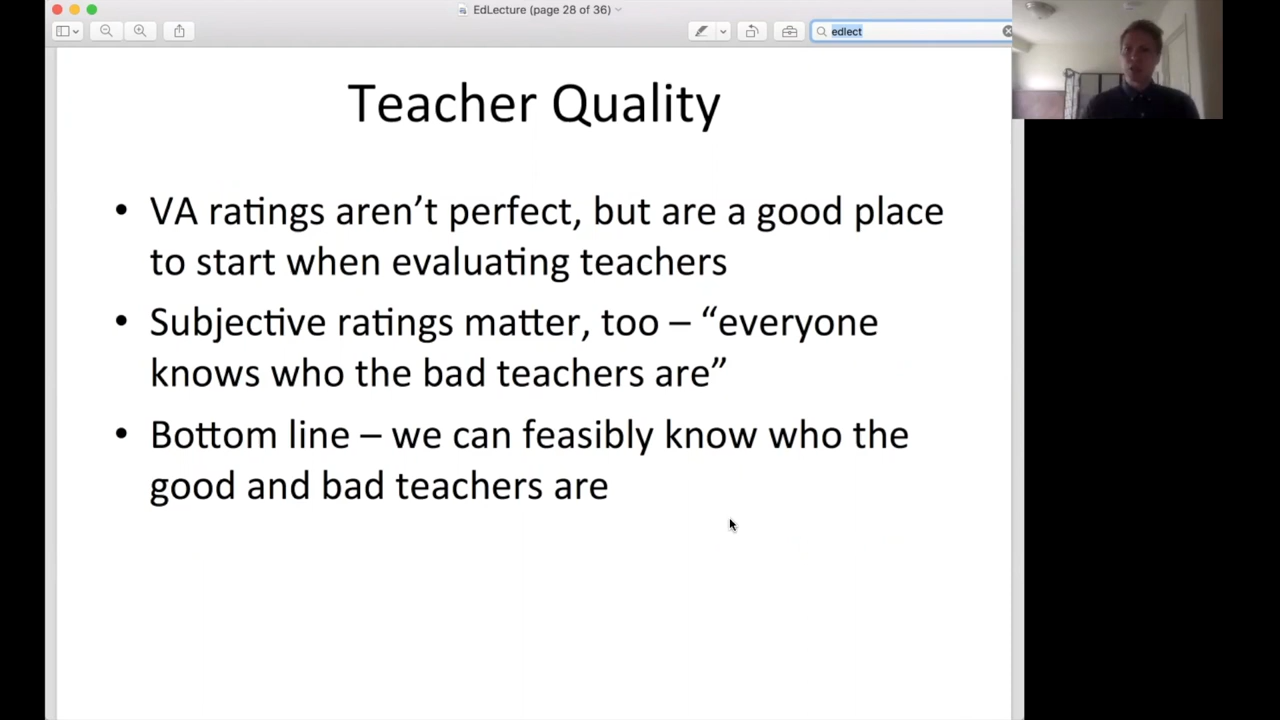 EdLecture (page 28 of 36)
edlect
Teacher Quality
• VA ratings aren’t perfect, but are a good place
to start when evaluating teachers
• Subjective ratings matter, too – “everyone
knows who the bad teachers are”
• Bottom line – we can feasibly know who the
good and bad teachers are